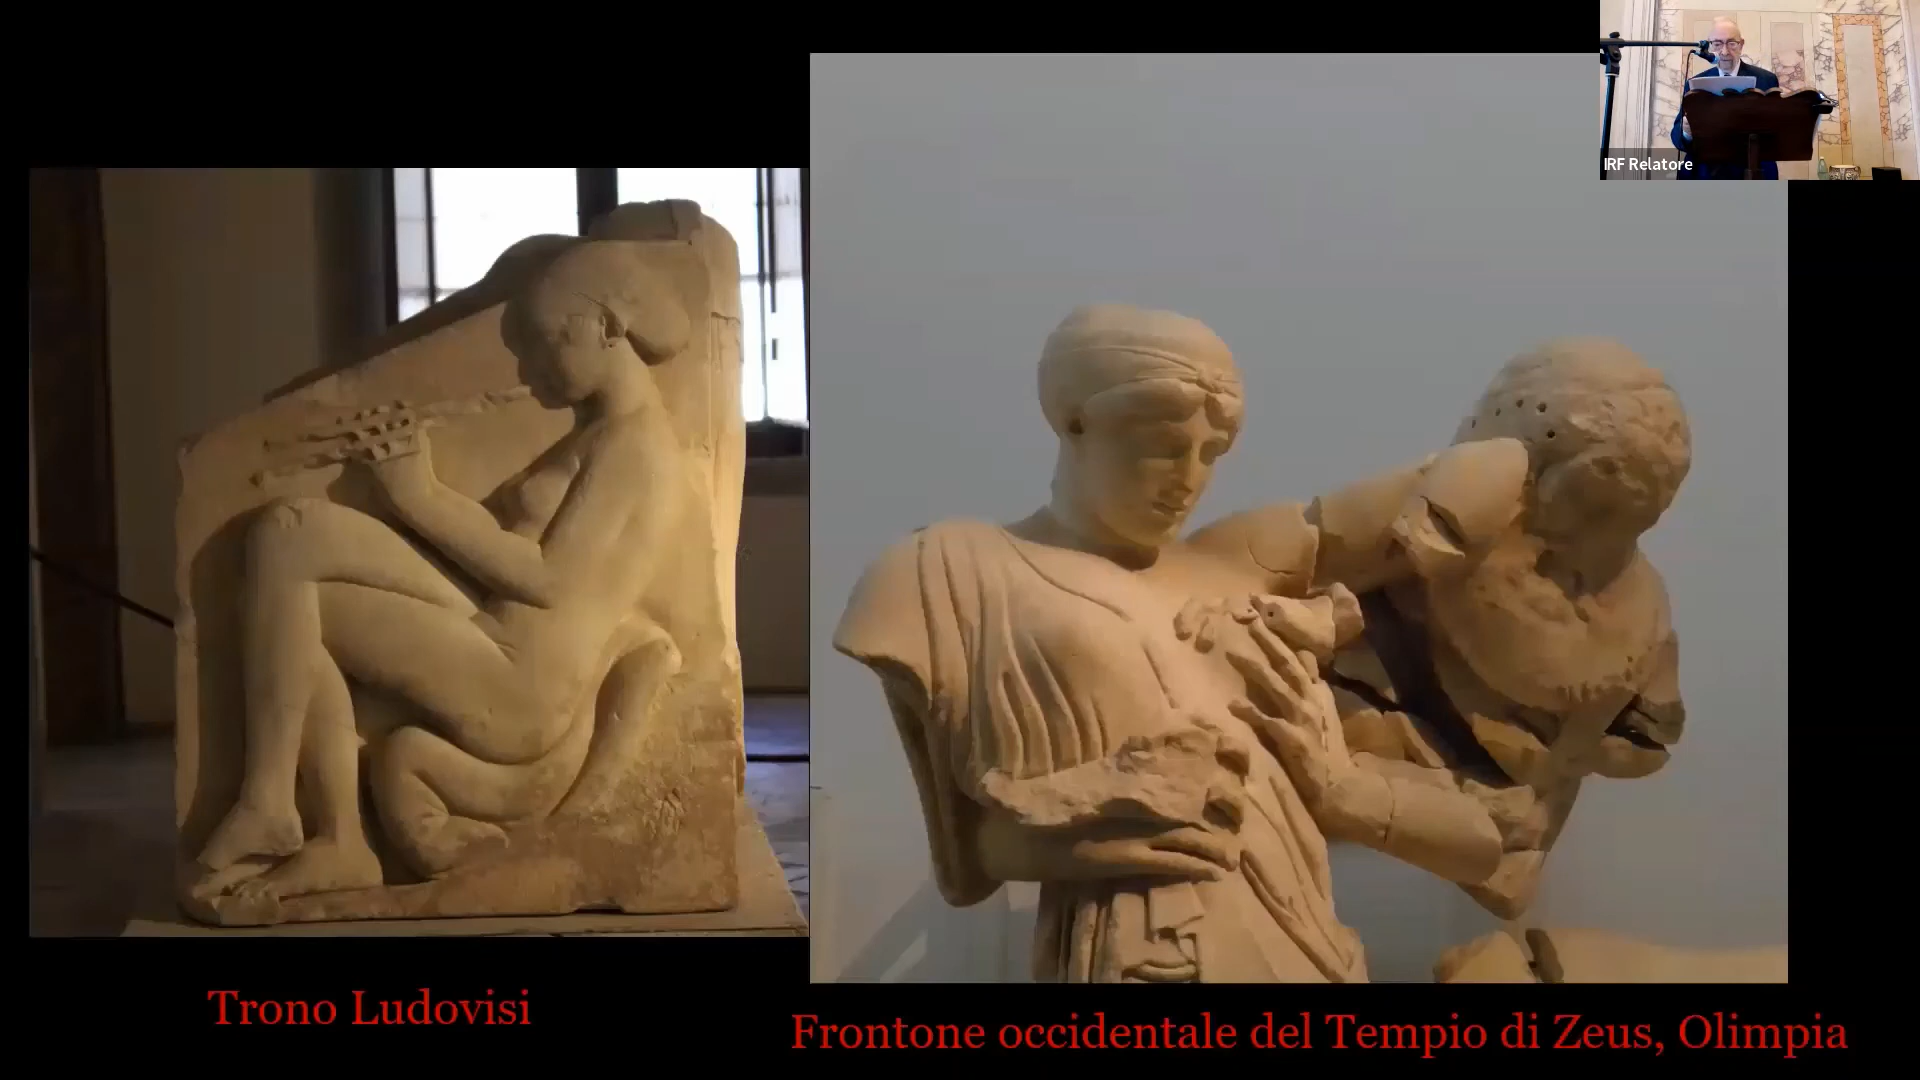 IRF Relatore
Trono Ludovisi
Frontone occidentale del Tempio di Zeus, Olimpia